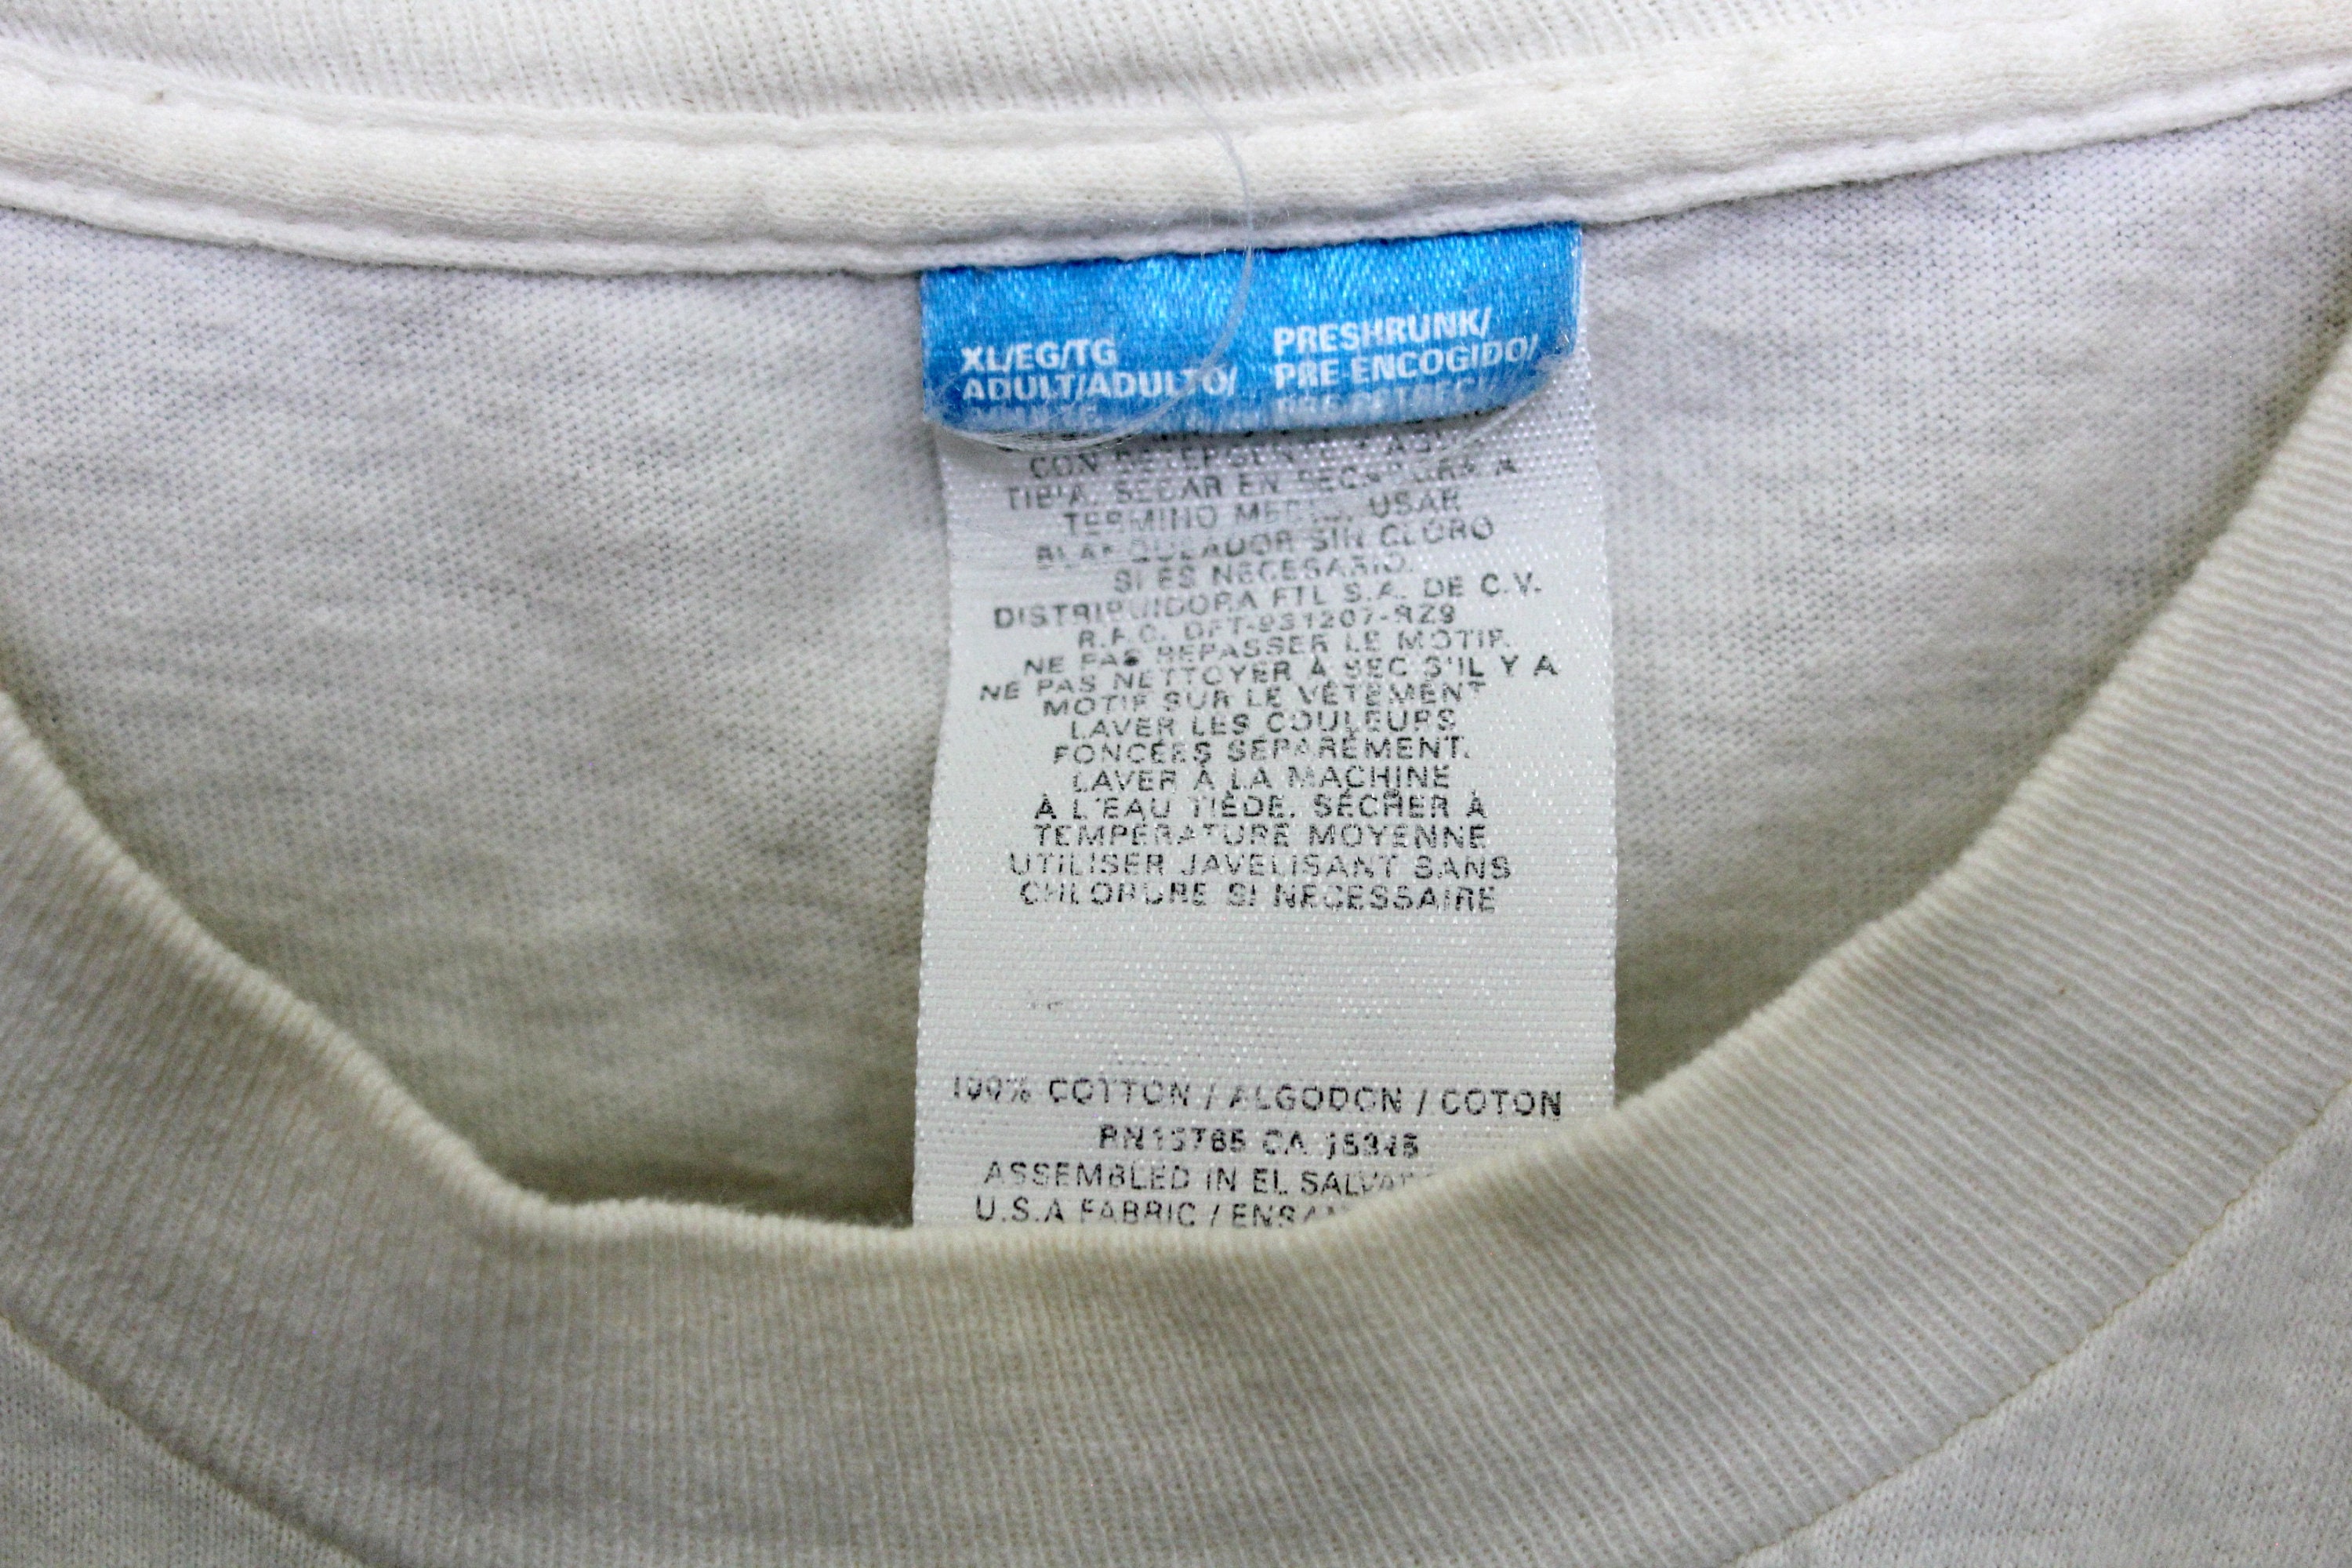 XL/EG/TG
ADULT/ADULTO/
PRESHRUNK/
PRE ENCOGIDO/
CON DETERGENTE Y
TIBIA. SECAR EN SECADORA A
TERMINO MEDIO. USAR
BLANQUEADOR SIN CLORO
SI ES NECESARIO.
DISTRIBUIDORA FTL S.A. DE C.V.
R.F.C. DFT-931207-RZ9
NE PAS REPASSER LE MOTIF.
NE PAS NETTOYER À SEC S'IL Y A
MOTIF SUR LE VÊTEMENT
LAVER LES COULEURS
FONCÉES SÉPARÉMENT.
LAVER À LA MACHINE
À L'EAU TIÈDE. SÉCHER À
TEMPÉRATURE MOYENNE
UTILISER JAVELISANT SANS
CHLORURE SI NÉCESSAIRE
100% COTTON / ALGODON / COTON
CA
ASSEMBLED IN EL
U.S.A FABRIC /